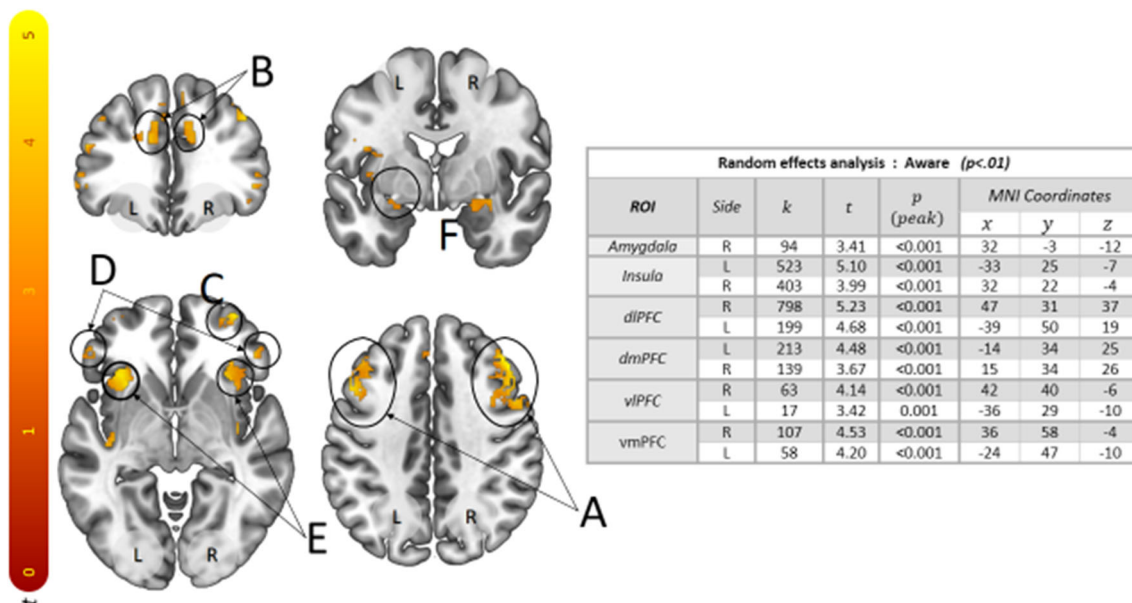 5
4
3
1
0
t
B
L R
L R
F
D
C
L R
E
L R
A
Random effects analysis : Aware (p<.01)
ROI Side k t p (peak) MNI Coordinates
x y z
Amygdala R 94 3.41 <0.001 32 -3 -12
Insula L 523 5.10 <0.001 -33 25 -7
R 403 3.99 <0.001 32 22 -4
dlPFC R 798 5.23 <0.001 47 31 37
L 199 4.68 <0.001 -39 50 19
dmPFC L 213 4.48 <0.001 -14 34 25
R 139 3.67 <0.001 15 34 26
vlPFC R 63 4.14 <0.001 42 40 -6
L 17 3.42 0.001 -36 29 -10
vmPFC R 107 4.53 <0.001 36 58 -4
L 58 4.20 <0.001 -24 47 -10